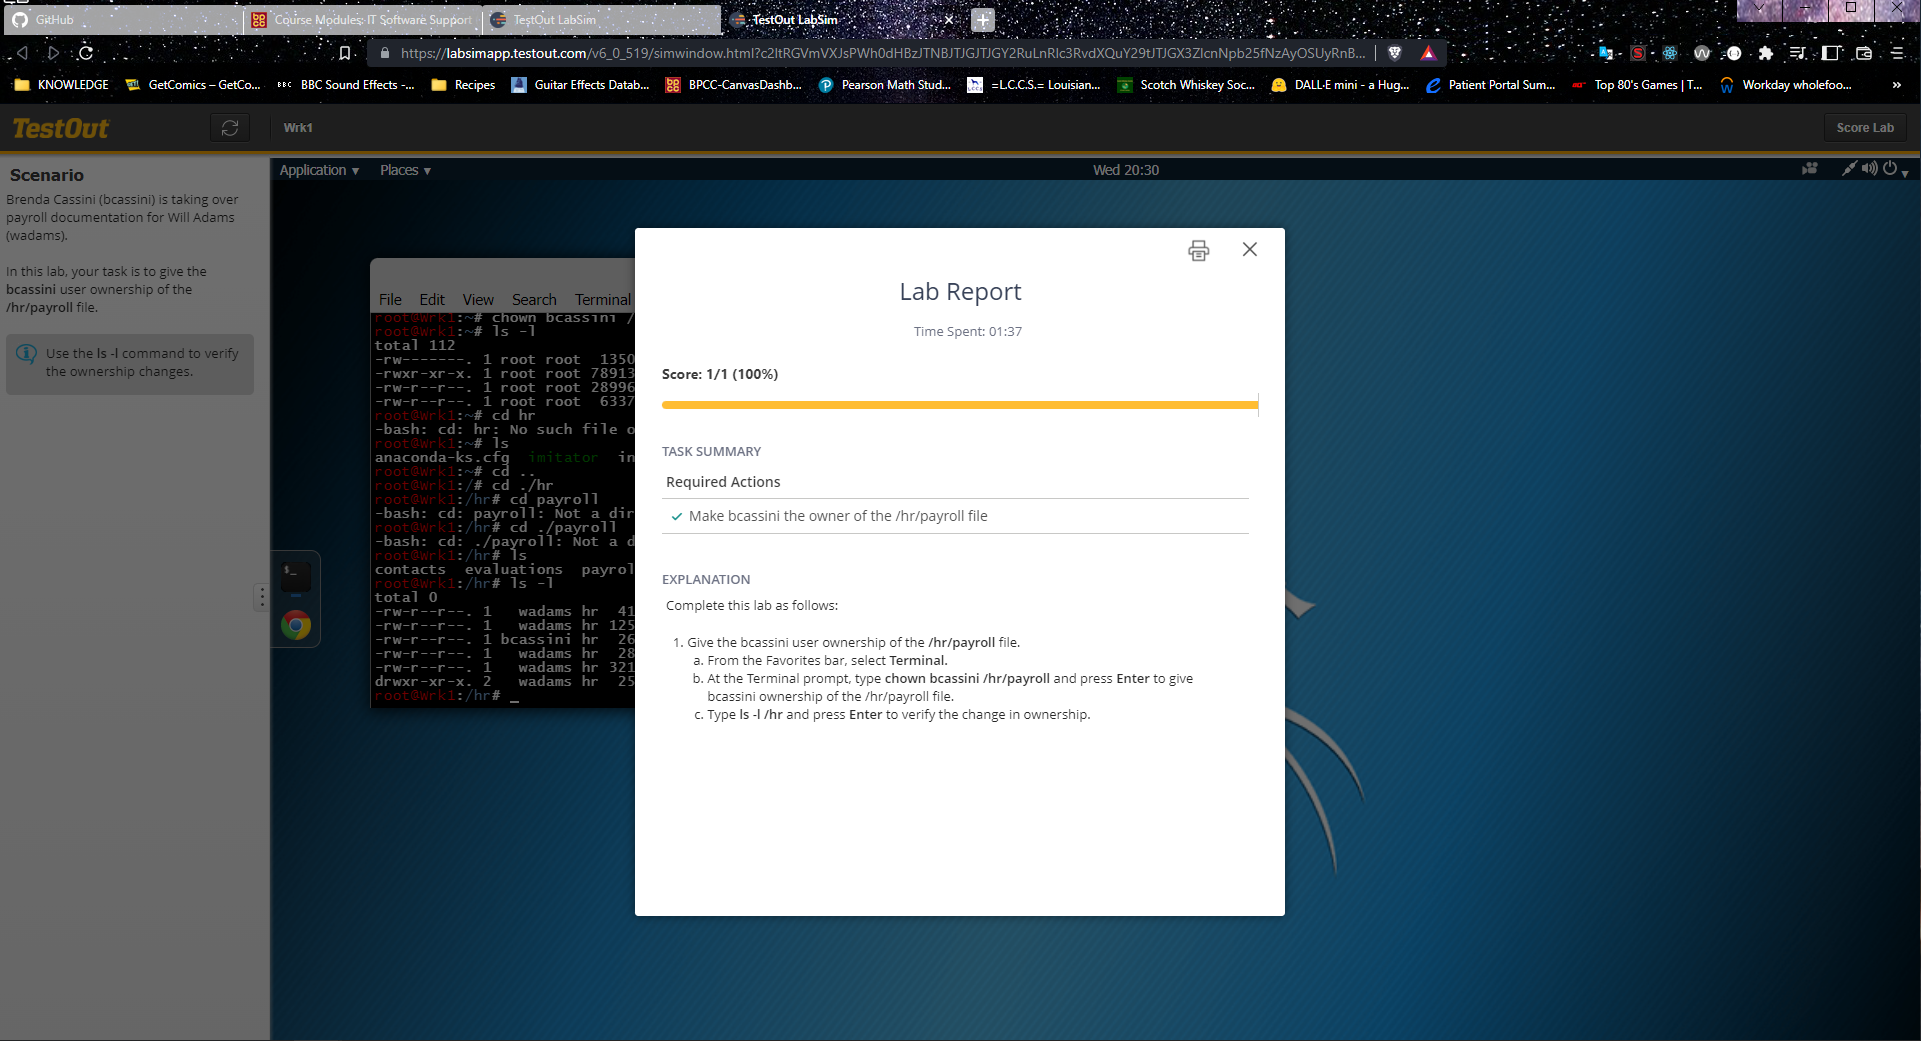 GitHub
Course Modules: IT Software Support
TestOut LabSim
TestOut LabSim
https://labsimapp.testout.com/v6_0_519/simwindow.html?
KNOWLEDGE
GetComics – GetCo...
BBC BBC Sound Effects -...
Recipes
Guitar Effects Datab...
BPCC-CanvasDashb...
Pearson Math Stud...
=L.C.C.S.= Louisian...
Scotch Whiskey Soc...
DALL·E mini - a Hug...
Patient Portal Sum...
Top 80's Games | T...
Workday wholefoo...
»
TestOut
Wrk1
Score Lab
Scenario
Brenda Cassini (bcassini) is taking over
payroll documentation for Will Adams
(wadams).
In this lab, your task is to give the
bcassini user ownership of the
/hr/payroll file.
Use the ls -l command to verify
the ownership changes.
Application
Places
Wed 20:30
File Edit View Search Terminal
root@Wrk1:~# chown bcassini /
root@Wrk1:~# ls -l
total 112
-rw-------. 1 root root 1350
-rwxr-xr-x. 1 root root 78913
-rw-r--r--. 1 root root 28996
-rw-r--r--. 1 root root 6337
root@Wrk1:~# cd hr
-bash: cd: hr: No such file o
root@Wrk1:~# ls
anaconda-ks.cfg imitator in
root@Wrk1:~# cd ..
root@Wrk1:/# cd ./hr
root@Wrk1:/hr# cd payroll
-bash: cd: payroll: Not a dir
root@Wrk1:/hr# cd ./payroll
-bash: cd: ./payroll: Not a d
root@Wrk1:/hr# ls
contacts evaluations payrol
root@Wrk1:/hr# ls -l
total 0
-rw-r--r--. 1 wadams hr 41
-rw-r--r--. 1 wadams hr 125
-rw-r--r--. 1 bcassini hr 26
-rw-r--r--. 1 wadams hr 28
-rw-r--r--. 1 wadams hr 321
drwxr-xr-x. 2 wadams hr 25
root@Wrk1:/hr# _
$_
Lab Report
Time Spent: 01:37
Score: 1/1 (100%)
TASK SUMMARY
Required Actions
Make bcassini the owner of the /hr/payroll file
EXPLANATION
Complete this lab as follows:
1. Give the bcassini user ownership of the /hr/payroll file.
a. From the Favorites bar, select Terminal.
b. At the Terminal prompt, type chown bcassini /hr/payroll and press Enter to give
bcassini ownership of the /hr/payroll file.
c. Type ls -l /hr and press Enter to verify the change in ownership.